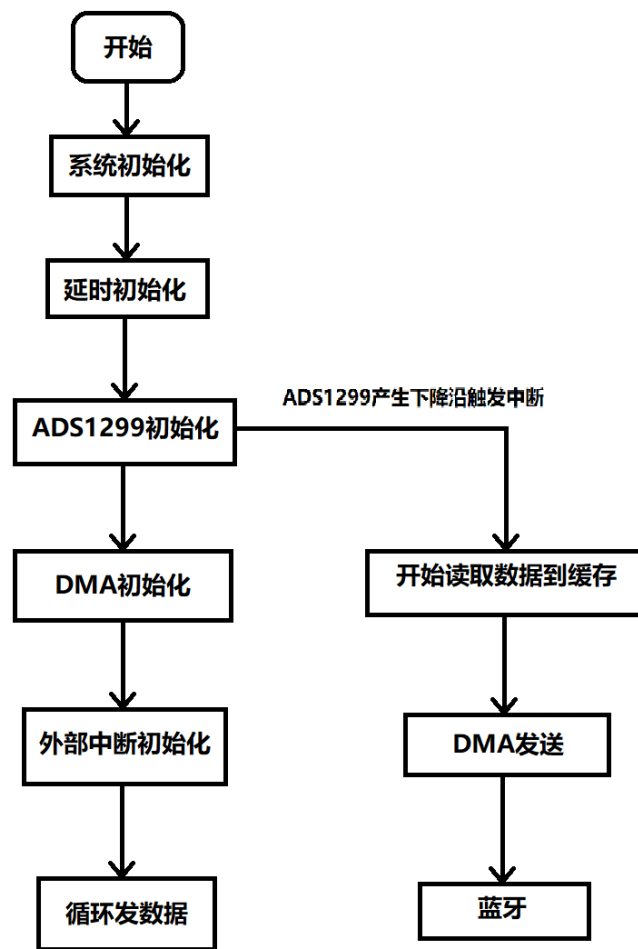 开始
系统初始化
延时初始化
ADS1299产生下降沿触发中断
ADS1299初始化
DMA初始化
开始读取数据到缓存
外部中断初始化
DMA发送
循环发数据
蓝牙